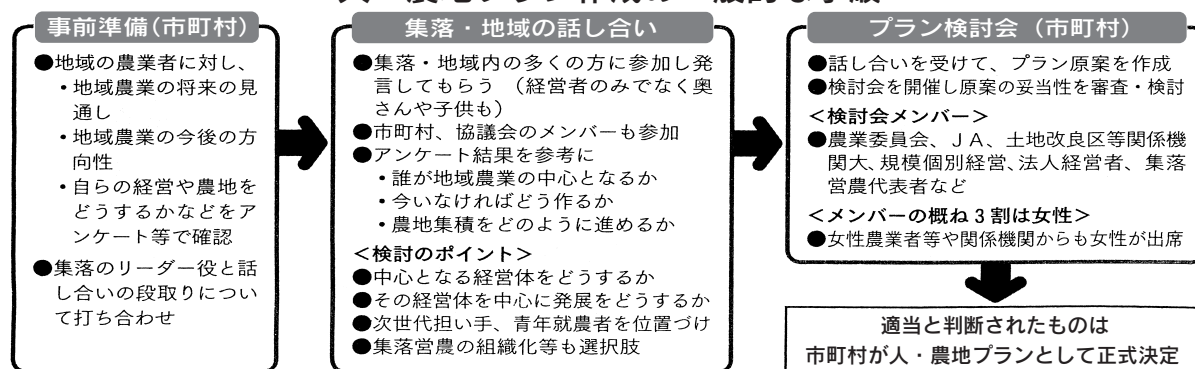 事前準備(市町村)
●地域の農業者に対し、
・地域農業の将来の見
通し
・地域農業の今後の方
向性
・自らの経営や農地を
どうするかなどをア
ンケート等で確認
●集落のリーダー役と話
し合いの段取りについ
て打ち合わせ
集落・地域の話し合い
●集落・地域内の多くの方に参加し発
言してもらう （経営者のみでなく奥
さんや子供も）
●市町村、協議会のメンバーも参加
●アンケート結果を参考に
・誰が地域農業の中心となるか
・今いなければどう作るか
・農地集積をどのように進めるか
＜検討のポイント＞
●中心となる経営体をどうするか
●その経営体を中心に発展をどうするか
●次世代担い手、青年就農者を位置づけ
●集落営農の組織化等も選択肢
プラン検討会（市町村）
●話し合いを受けて、プラン原案を作成
●検討会を開催し原案の妥当性を審査・検討
＜検討会メンバー＞
●農業委員会、ＪＡ、土地改良区等関係機
関大、規模個別経営、法人経営者、集落
営農代表者など
＜メンバーの概ね３割は女性＞
●女性農業者等や関係機関からも女性が出席
適当と判断されたものは
市町村が人・農地プランとして正式決定